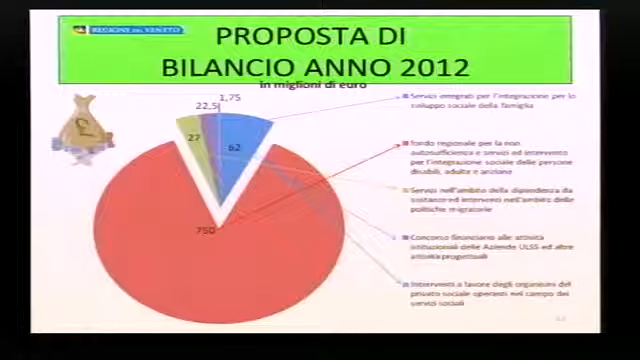 REGIONE DEL VENETO
PROPOSTA DI
BILANCIO ANNO 2012
in milioni di euro
1,75
22,5
27
62
750
Servizi integrati per l'integrazione per lo
sviluppo sociale della famiglia
fondo regionale per la non
autosufficienza e servizi ed intervento
per l'integrazione sociale delle persone
disabili, adulte e anziane
Servizi nell'ambito della dipendenza da
sostanze ed interventi nell'ambito delle
politiche migratorie
Concorso finanziario alle attività
istituzionali delle Aziende ULSS ed altre
attività progettuali
Interventi a favore degli organismi del
privato sociale operanti nel campo dei
servizi sociali